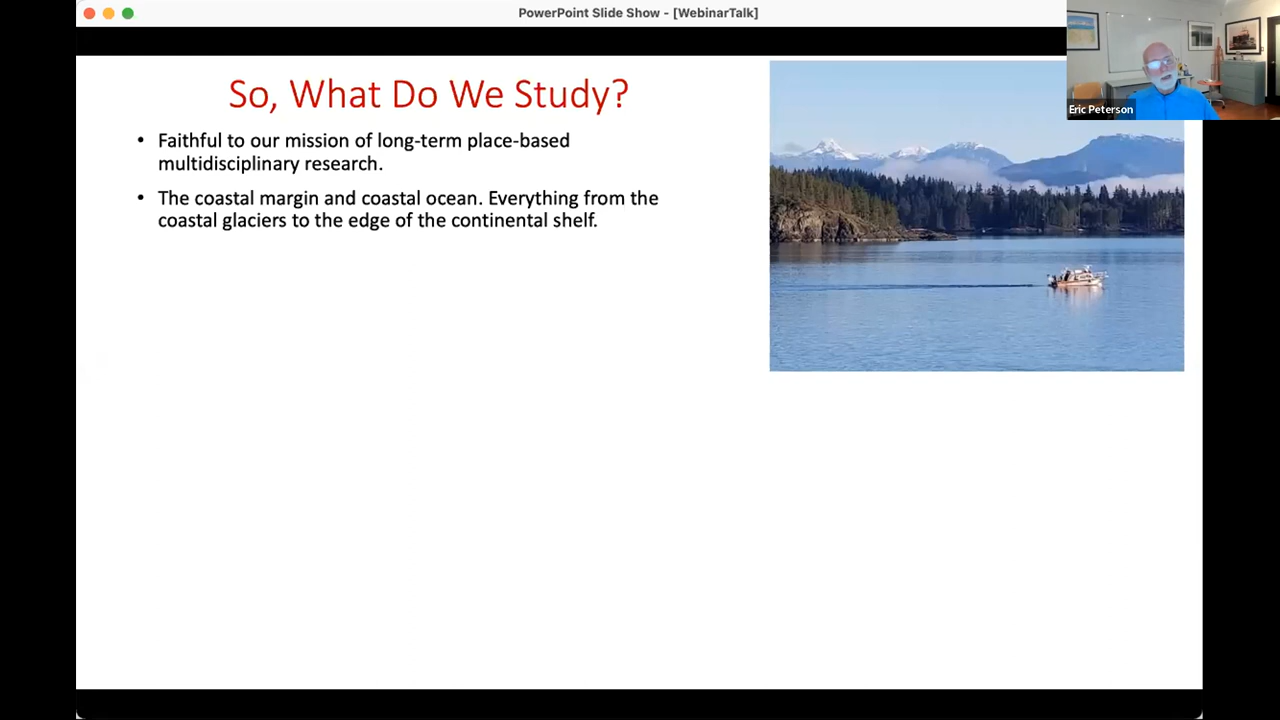 PowerPoint Slide Show - [WebinarTalk]
So, What Do We Study?
• Faithful to our mission of long-term place-based
multidisciplinary research.
• The coastal margin and coastal ocean. Everything from the
coastal glaciers to the edge of the continental shelf.
Eric Peterson